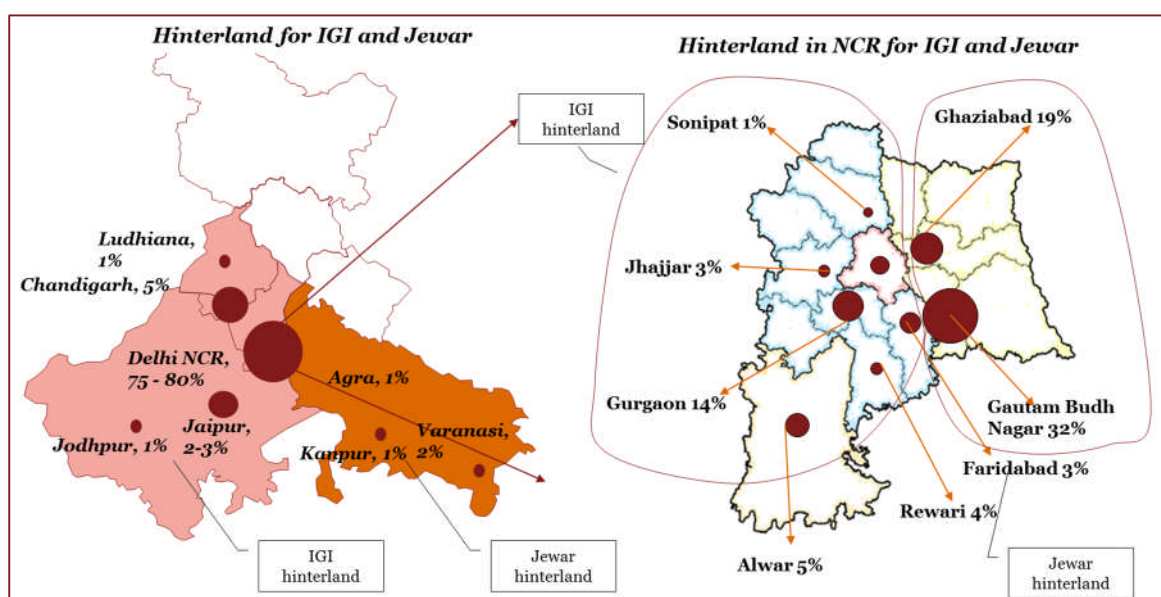 Hinterland for IGI and Jewar
Ludhiana,
1%
Chandigarh, 5%
Delhi NCR,
75 - 80%
Agra, 1%
Jaipur,
2-3%
Jodhpur, 1%
Varanasi,
2%
Kanpur, 1%
IGI
hinterland
Jewar
hinterland
IGI
hinterland
Hinterland in NCR for IGI and Jewar
Sonipat 1%
Ghaziabad 19%
Jhajjar 3%
Gurgaon 14%
Gautam Budh
Nagar 32%
Faridabad 3%
Rewari 4%
Alwar 5%
Jewar
hinterland